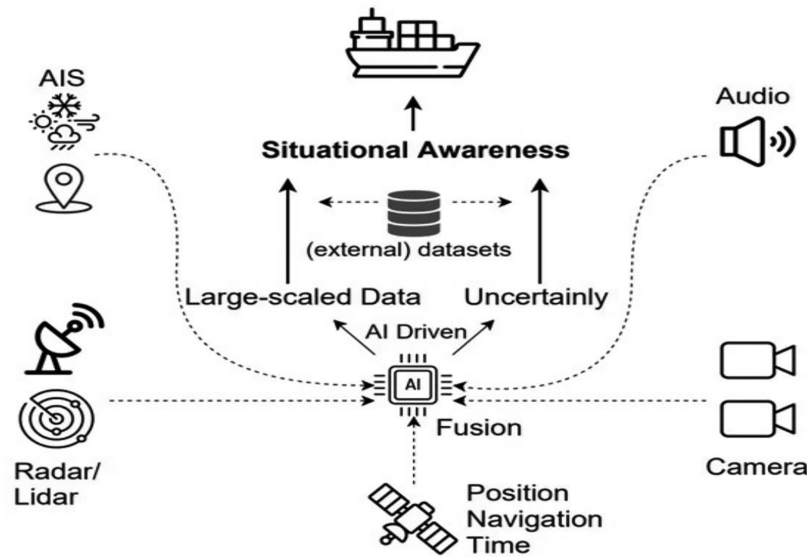 AIS
Audio
Situational Awareness
(external) datasets
Large-scaled Data
Uncertainly
AI Driven
AI
Fusion
Radar/
Lidar
Camera
Position
Navigation
Time